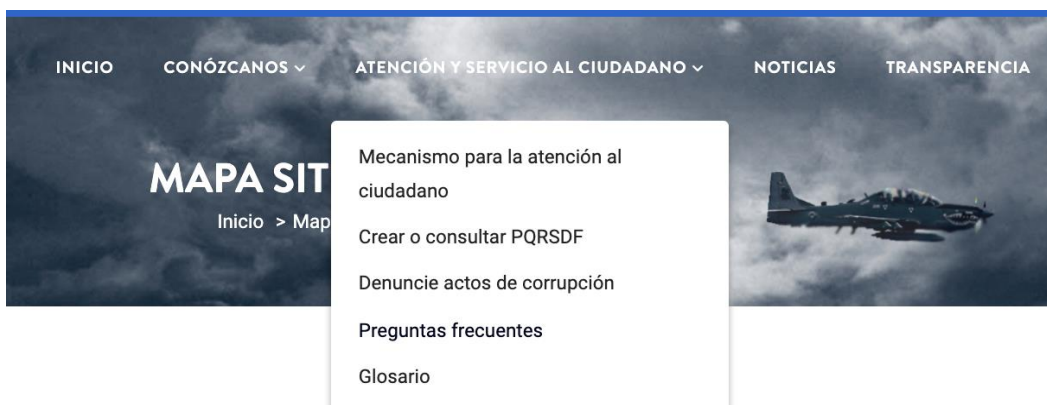 INICIO CONÓZCANOS ATENCIÓN Y SERVICIO AL CIUDADANO NOTICIAS TRANSPARENCIA
MAPA SIT
Inicio > Map
Mecanismo para la atención al
ciudadano
Crear o consultar PQRSDF
Denuncie actos de corrupción
Preguntas frecuentes
Glosario